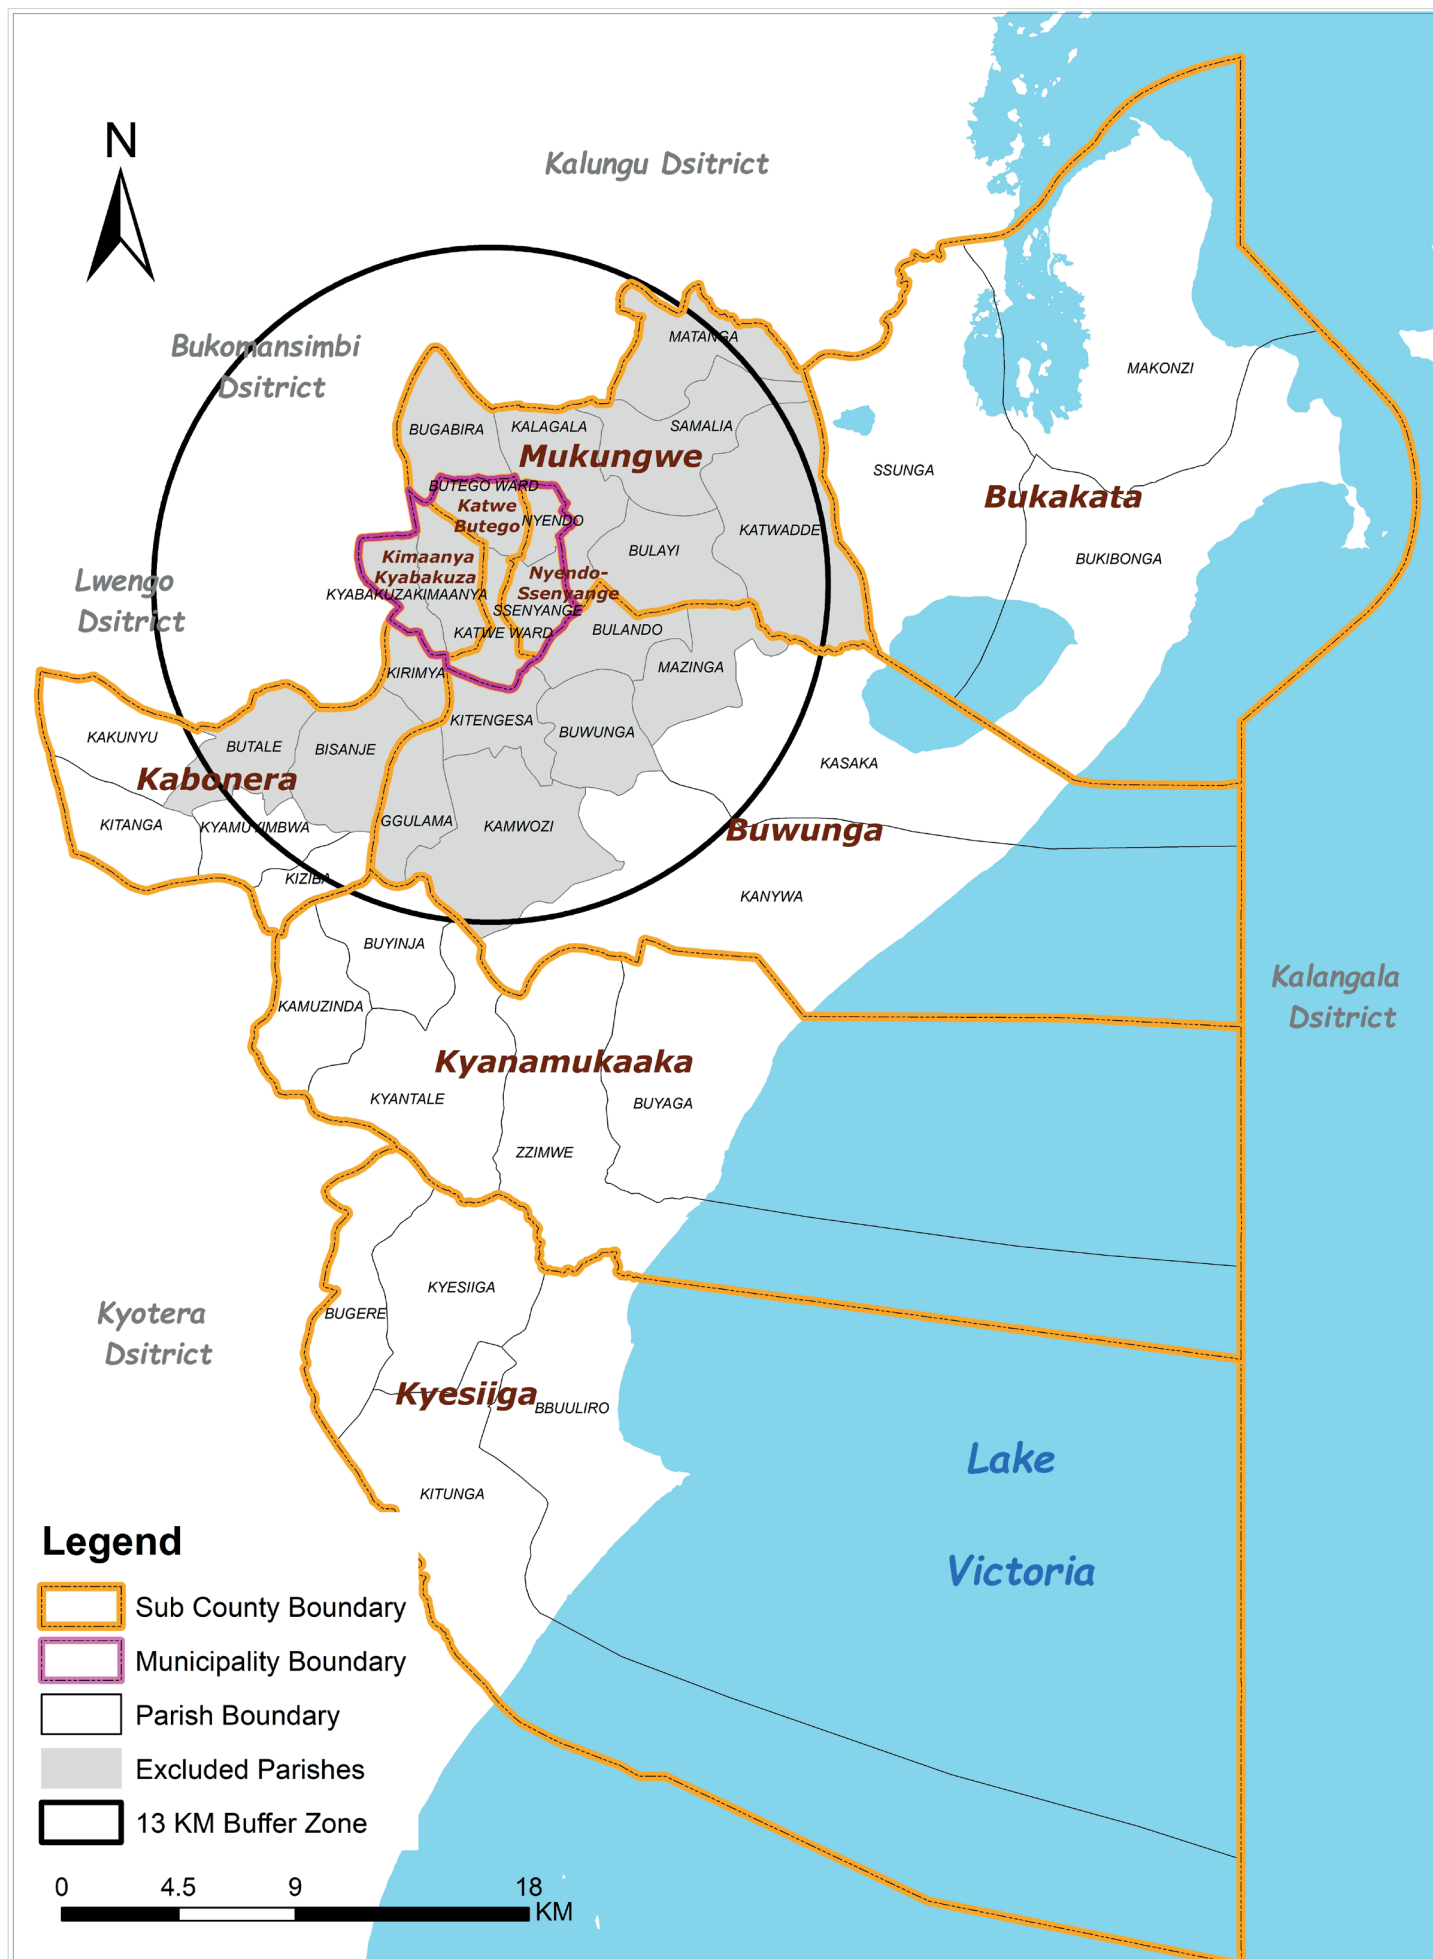 N
Kalungu Dsitrict
Bukomansimbi
Dsitrict
MATANGA
MAKONZI
BUGABIRA
KALAGALA
SAMALIA
Mukungwe
SSUNGA
Bukakata
BUTEGO WARD
Katwe
Butego
NYENDO
KATWADDE
BULAYI
BUKIBONGA
Kimaanya
Kyabakuza
Nyendo-
Ssenyange
Lwengo
Dsitrict
KYABAKUZAKIMAANYA
SSENYANGE
KATWE WARD
BULANDO
MAZINGA
KIRIMYA
KITENGESA
BUWUNGA
KAKUNYU
BUTALE
BISANJE
KASAKA
Kabonera
KITANGA
KYAMUYIMBWA
GGULAMA
KAMWOZI
Buwunga
KIZIBA
KANYWA
BUYINJA
Kalangala
Dsitrict
KAMUZINDA
Kyanamukaaka
KYANTALE
BUYAGA
ZZIMWE
KYESIIGA
BUGERE
Kyotera
Dsitrict
Kyesiiga
BBUULIRO
Lake
Victoria
KITUNGA
Legend
Sub County Boundary
Municipality Boundary
Parish Boundary
Excluded Parishes
13 KM Buffer Zone
0 4.5 9 18
KM